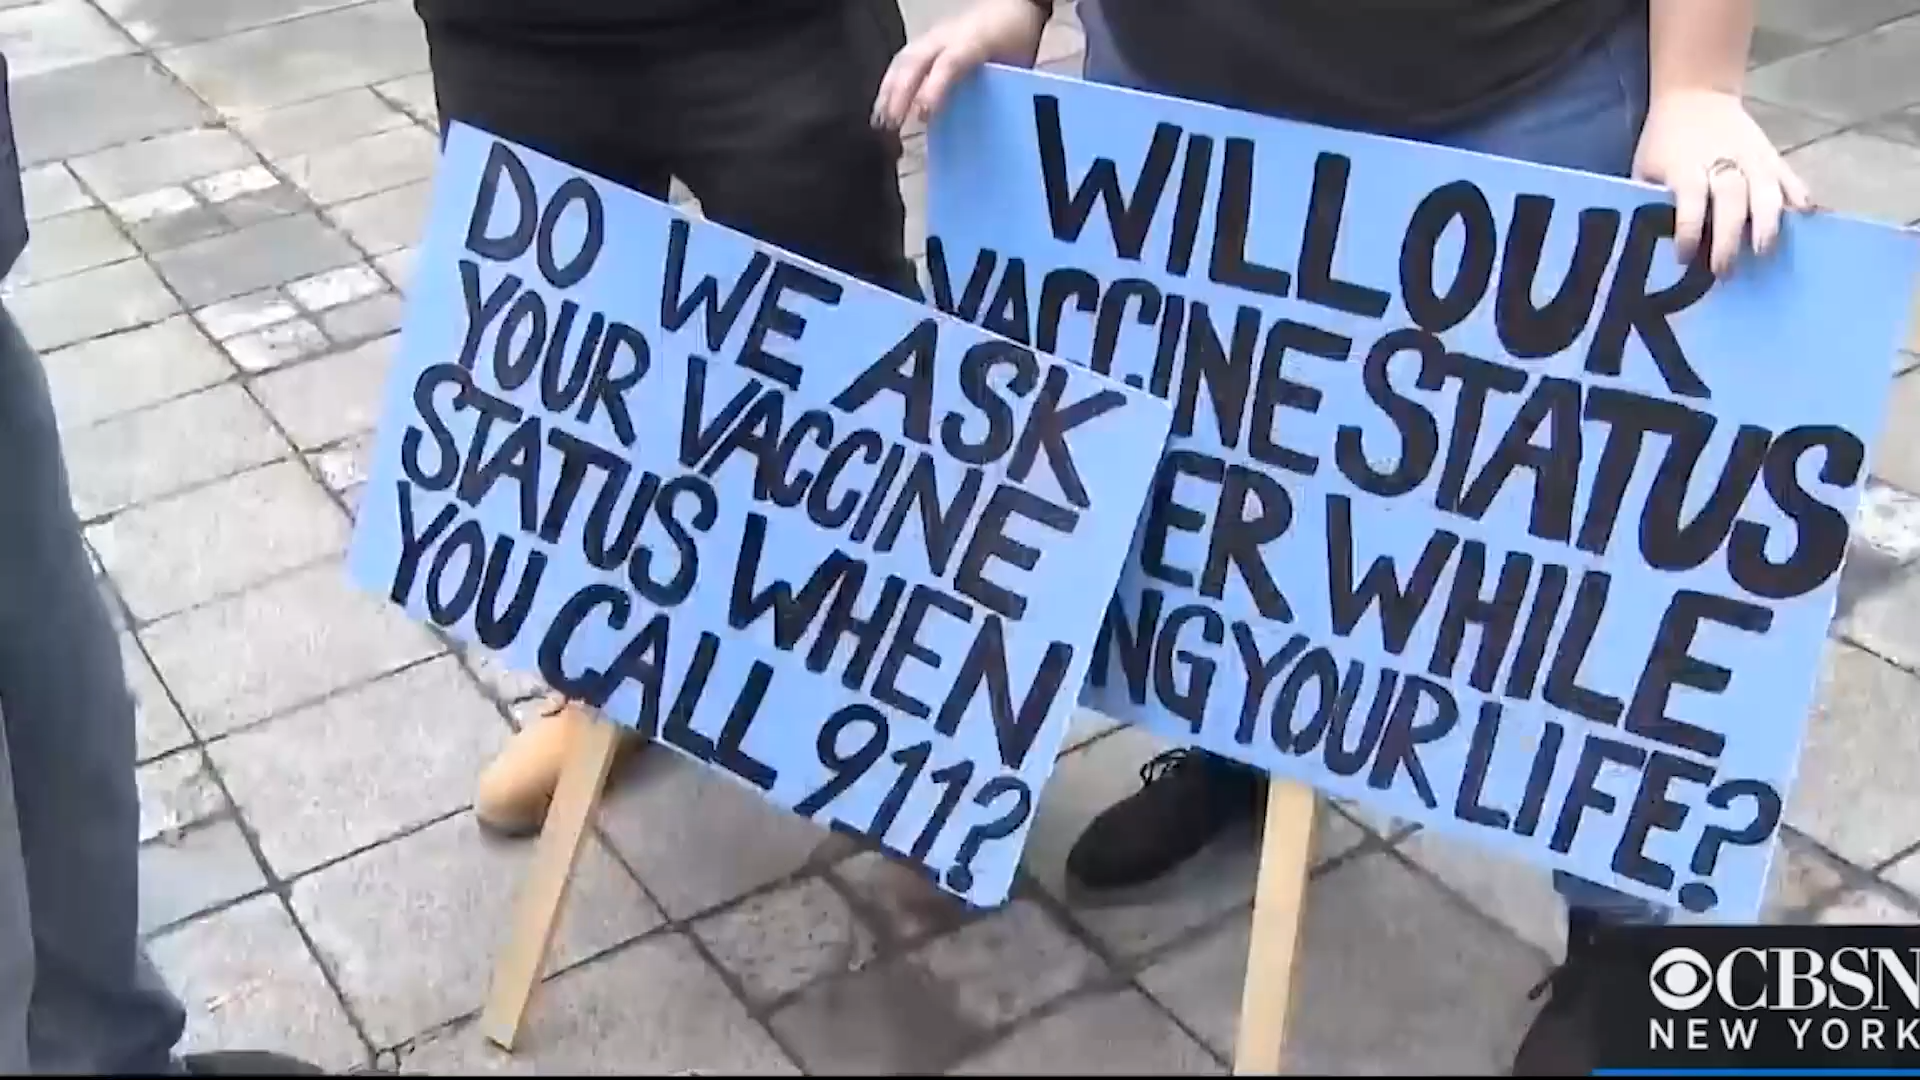 DO WE ASK
YOUR VACCINE
STATUS WHEN
YOU CALL 911?
WILL OUR
VACCINE STATUS
ER WHILE
NG YOUR LIFE?
CBSN
NEW YORK